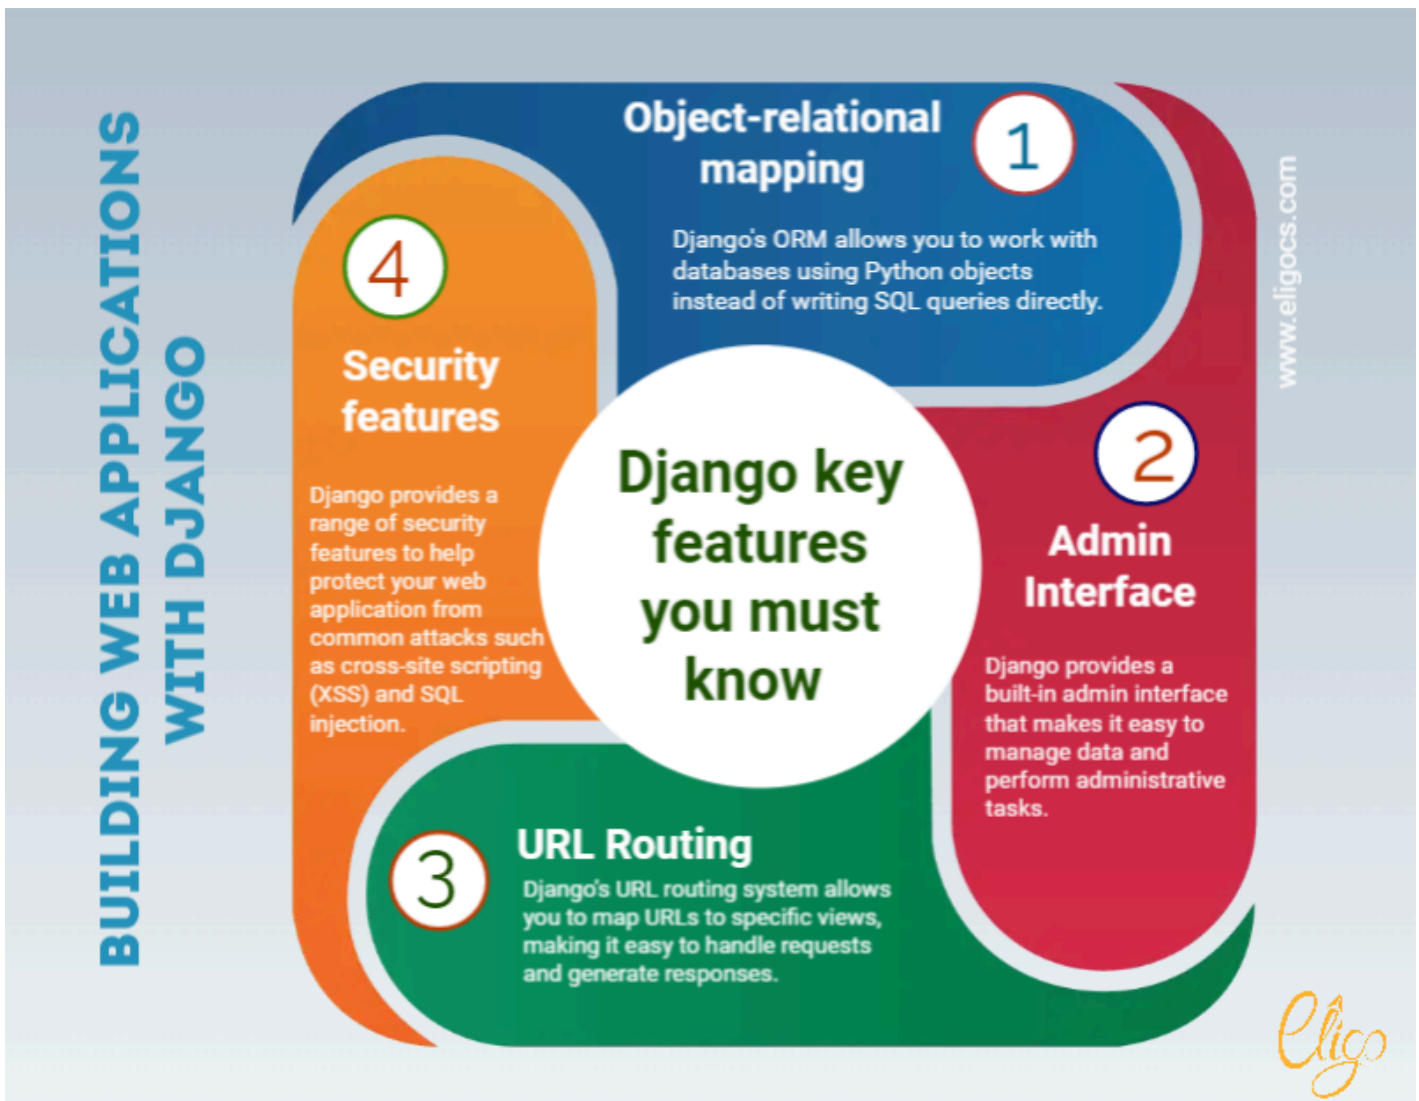 BUILDING WEB APPLICATIONS
WITH DJANGO
Object-relational
mapping
1
Django's ORM allows you to work with
databases using Python objects
instead of writing SQL queries directly.
www.eligocs.com
2
Admin
Interface
Django provides a
built-in admin interface
that makes it easy to
manage data and
perform administrative
tasks.
3
URL Routing
Django's URL routing system allows
you to map URLs to specific views,
making it easy to handle requests
and generate responses.
4
Security
features
Django provides a
range of security
features to help
protect your web
application from
common attacks such
as cross-site scripting
(XSS) and SQL
injection.
Django key
features
you must
know
Eligo